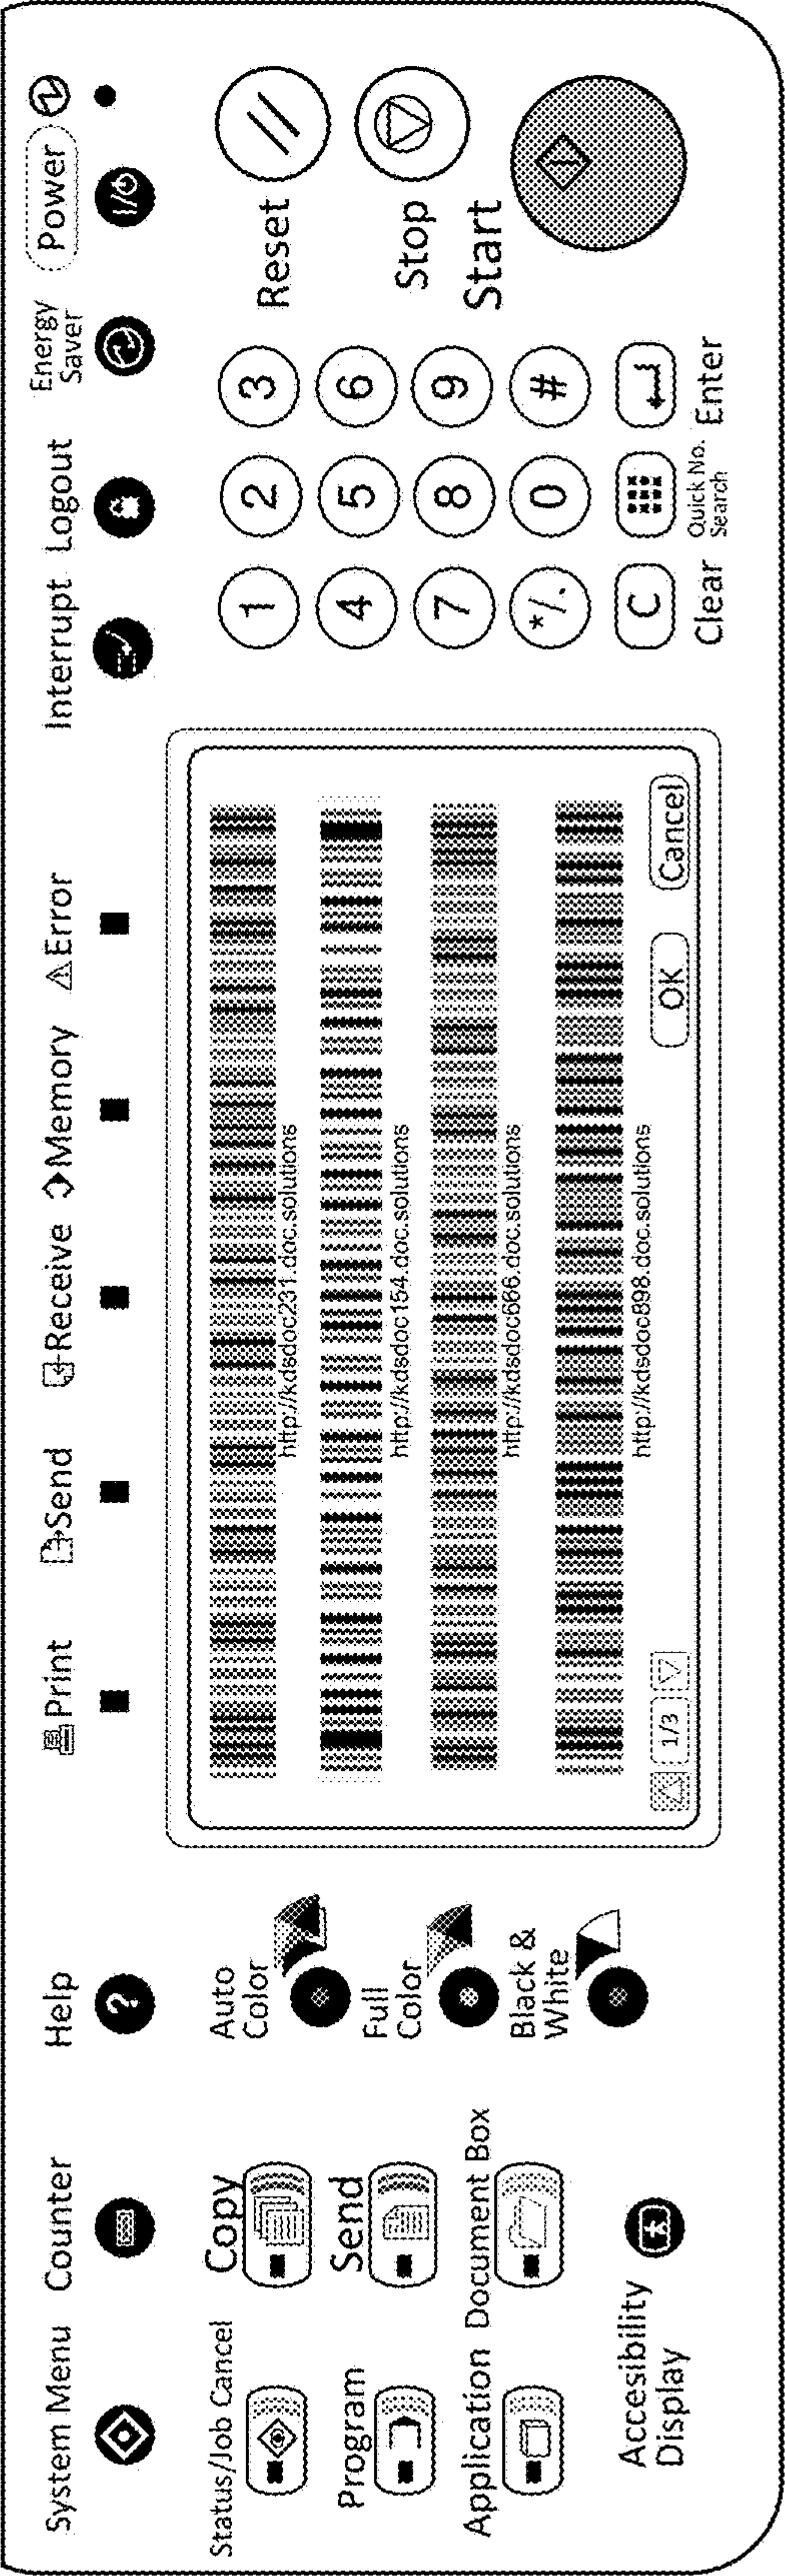 System Menu
Counter
Help
Print
Send
Receive
Memory
Error
Interrupt
Logout
Energy
Saver
Power
Status/Job Cancel
Copy
Program
Send
Application
Document Box
Accesibility
Display
Auto
Color
Full
Color
Black &
White
http://kdsdoc231.doc.solutions
http://kdsdoc154.doc.solutions
http://kdsdoc666.doc.solutions
http://kdsdoc898.doc.solutions
1/3
OK
Cancel
1 2 3
4 5 6
7 8 9
*/. 0 #
C
Clear
Quick No.
Search
Enter
Reset
Stop
Start